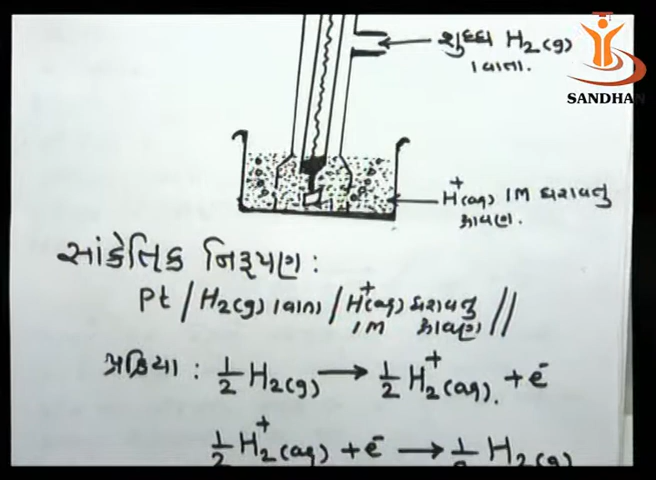 શુધ્ધ H₂(g)
1 વાતા.
SANDHAN
H⁺(aq) 1M ધરાવતુ
દ્રાવણ.
સાંકેતિક નિરૂપણ :
Pt / H₂(g) 1 વાતા / H⁺(aq) ધરાવતુ //
1M દ્રાવણ
પ્રક્રિયા : ½ H₂(g) ⟶ ½ H₂⁺(aq). + e⁻
½ H₂⁺(aq) + e⁻ ⟶ ½ H₂(g)